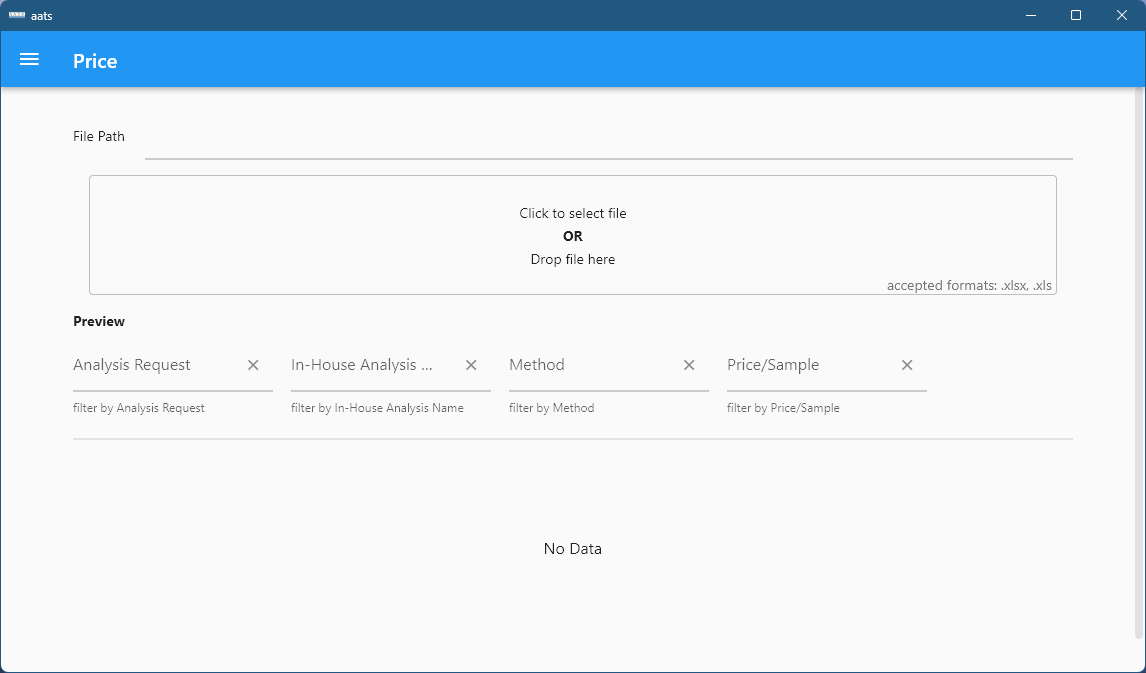 aats
Price
File Path
Click to select file
OR
Drop file here
accepted formats: .xlsx, .xls
Preview
Analysis Request
In-House Analysis ...
Method
Price/Sample
filter by Analysis Request
filter by In-House Analysis Name
filter by Method
filter by Price/Sample
No Data